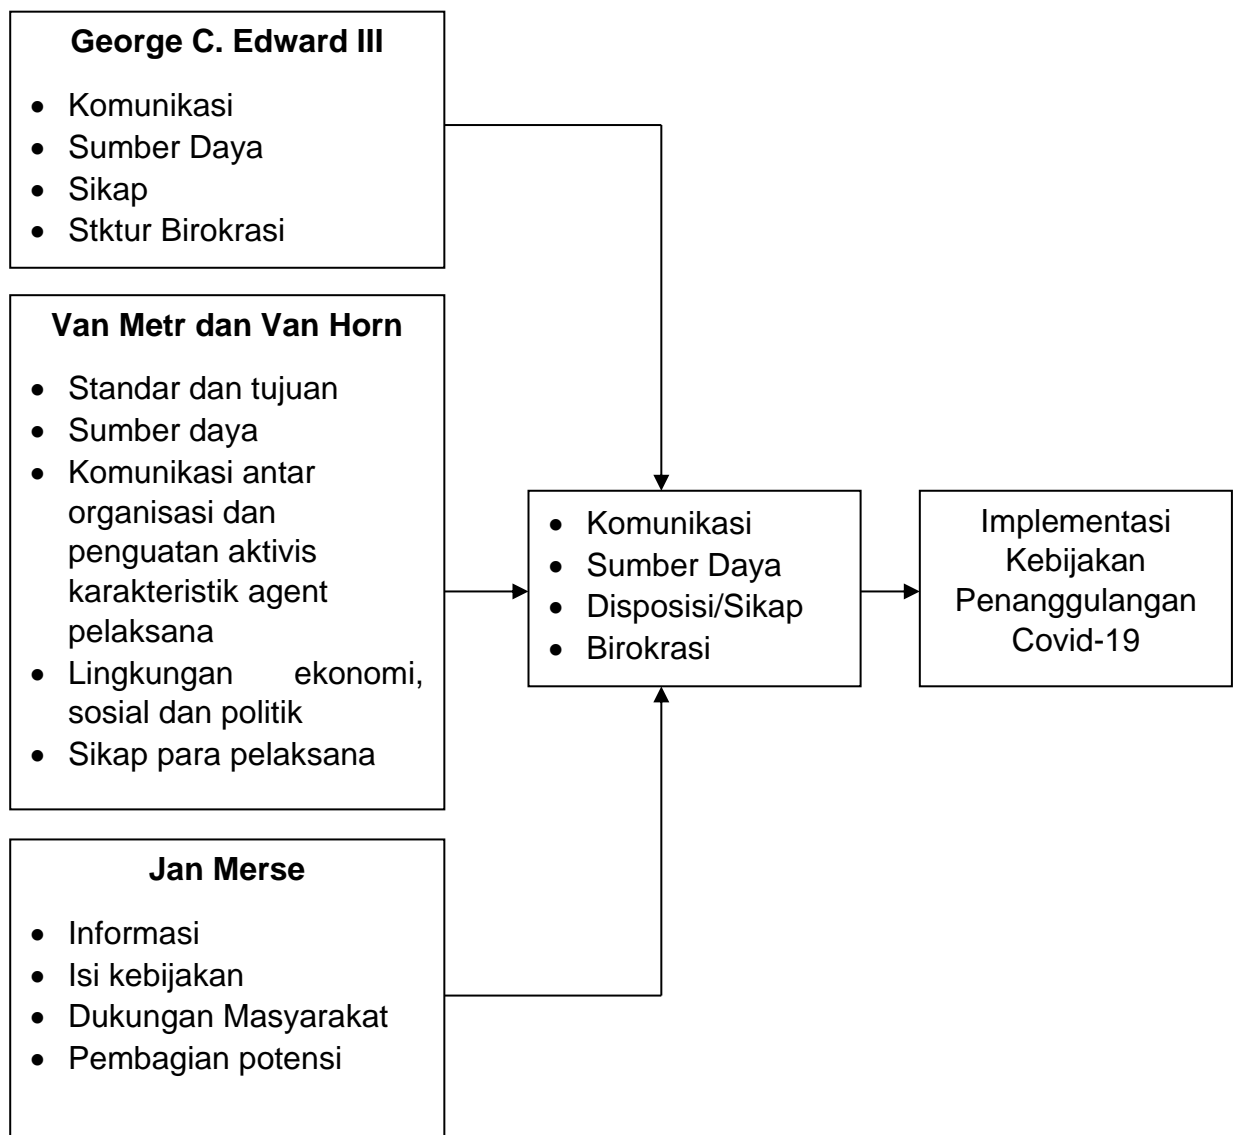 George C. Edward III
• Komunikasi
• Sumber Daya
• Sikap
• Stktur Birokrasi
Van Metr dan Van Horn
• Standar dan tujuan
• Sumber daya
• Komunikasi antar
organisasi dan
penguatan aktivis
karakteristik agent
pelaksana
• Lingkungan ekonomi,
sosial dan politik
• Sikap para pelaksana
Jan Merse
• Informasi
• Isi kebijakan
• Dukungan Masyarakat
• Pembagian potensi
• Komunikasi
• Sumber Daya
• Disposisi/Sikap
• Birokrasi
Implementasi
Kebijakan
Penanggulangan
Covid-19